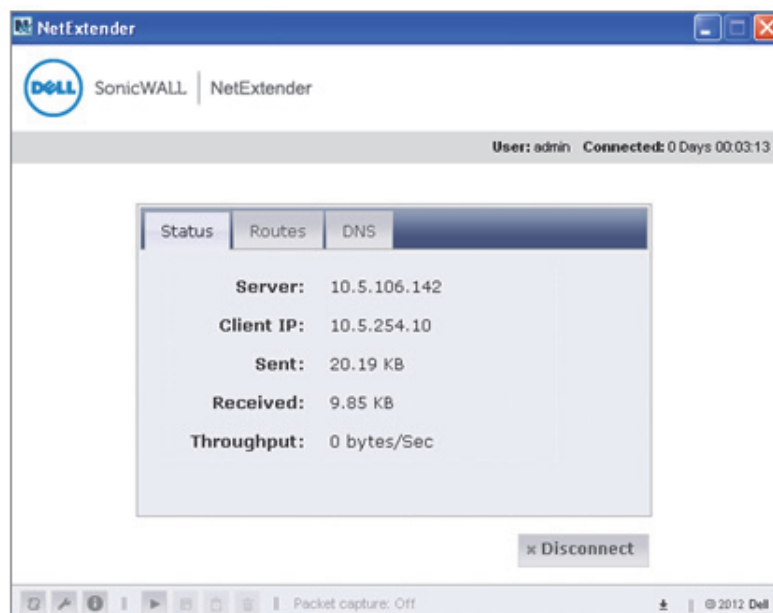 NetExtender
DELL SonicWALL | NetExtender
User: admin Connected: 0 Days 00:03:13
Status Routes DNS
Server: 10.5.106.142
Client IP: 10.5.254.10
Sent: 20.19 KB
Received: 9.85 KB
Throughput: 0 bytes/Sec
× Disconnect
Packet capture: Off
© 2012 Dell